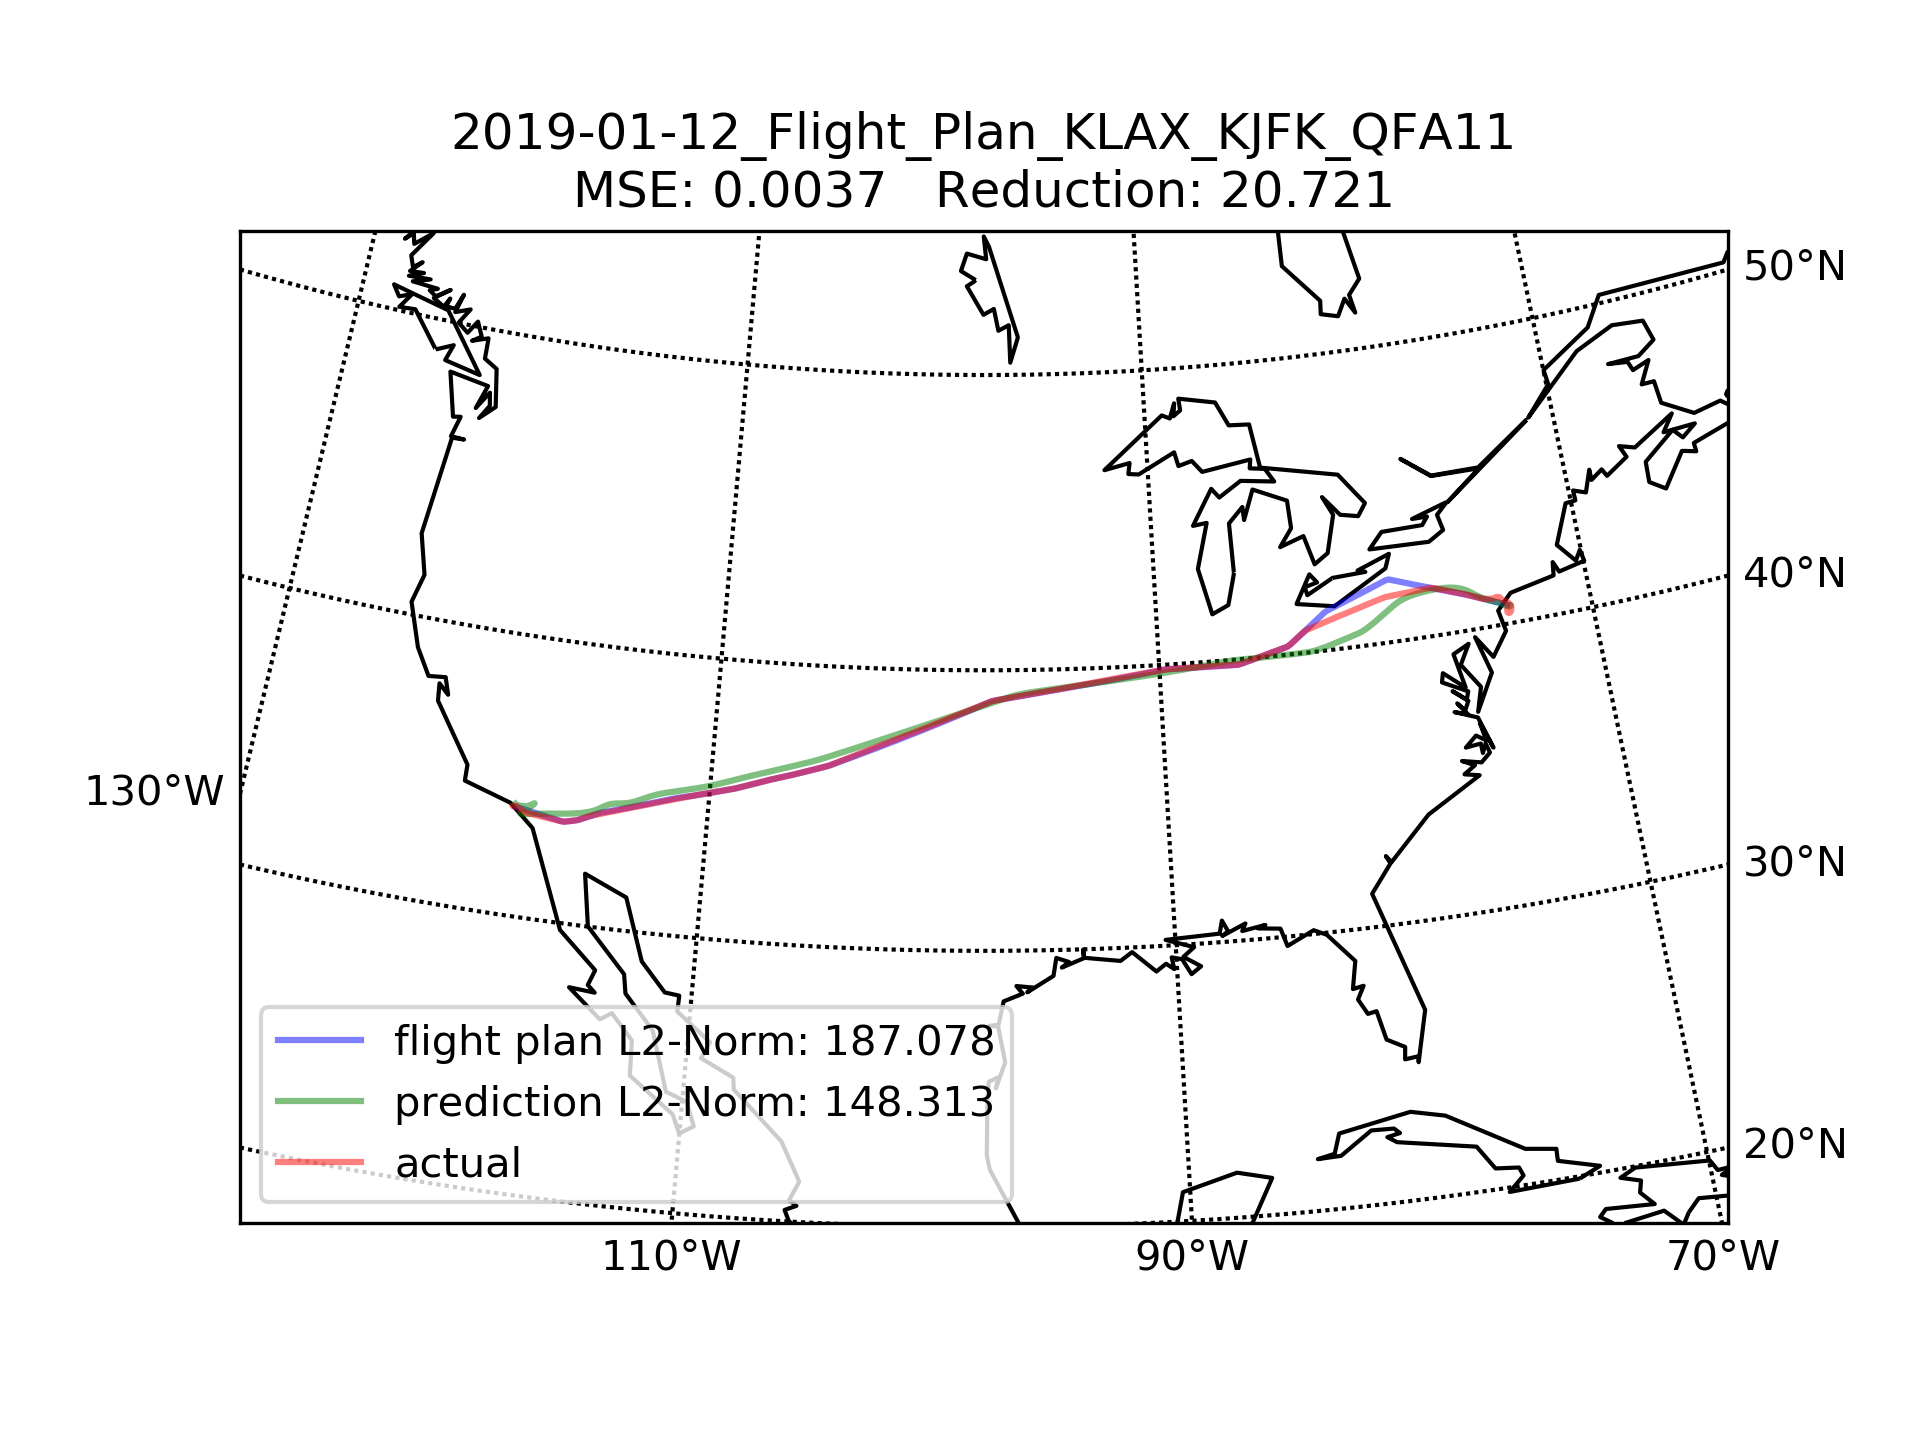 2019-01-12_Flight_Plan_KLAX_KJFK_QFA11
MSE: 0.0037   Reduction: 20.721
50°N
40°N
130°W
30°N
flight plan L2-Norm: 187.078
prediction L2-Norm: 148.313
actual
20°N
110°W
90°W
70°W